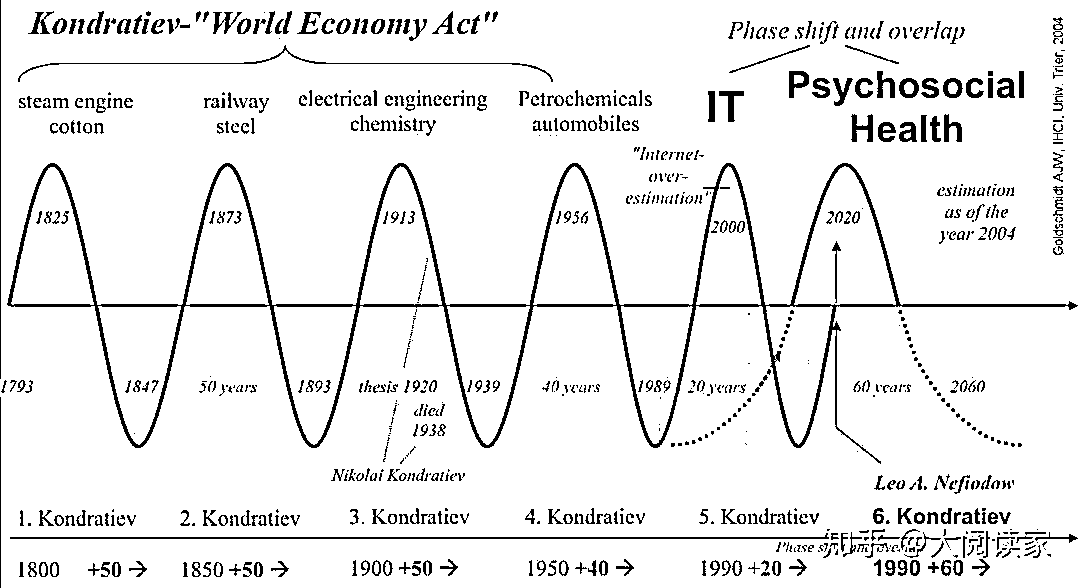 Kondratiev-"World Economy Act"
Phase shift and overlap
steam engine
cotton
railway
steel
electrical engineering
chemistry
Petrochemicals
automobiles
IT
Psychosocial
Health
"Internet-
over-
estimation"
estimation
as of the
year 2004
Goldschmidt AJW, IHCI, Univ. Trier, 2004
1825
1873
1913
1956
2000
2020
1793
1847
50 years
1893
thesis 1920
died
1938
1939
40 years
1989
20 years
60 years
2060
Nikolai Kondratiev
Leo A. Nefiodow
1. Kondratiev
2. Kondratiev
3. Kondratiev
4. Kondratiev
5. Kondratiev
6. Kondratiev
Phase shift and overlap
知乎 @大阅读家
1800 +50 →
1850 +50 →
1900 +50 →
1950 +40 →
1990 +20 →
1990 +60 →